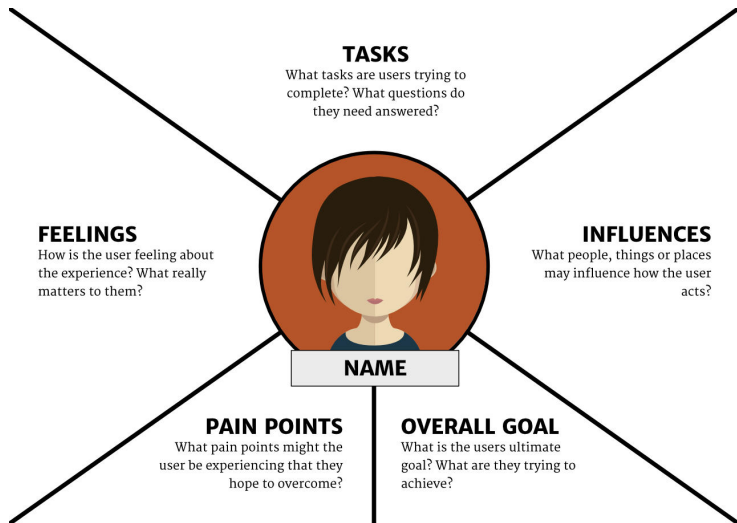 TASKS
What tasks are users trying to
complete? What questions do
they need answered?
FEELINGS
How is the user feeling about
the experience? What really
matters to them?
INFLUENCES
What people, things or places
may influence how the user
acts?
NAME
PAIN POINTS
What pain points might the
user be experiencing that they
hope to overcome?
OVERALL GOAL
What is the users ultimate
goal? What are they trying to
achieve?